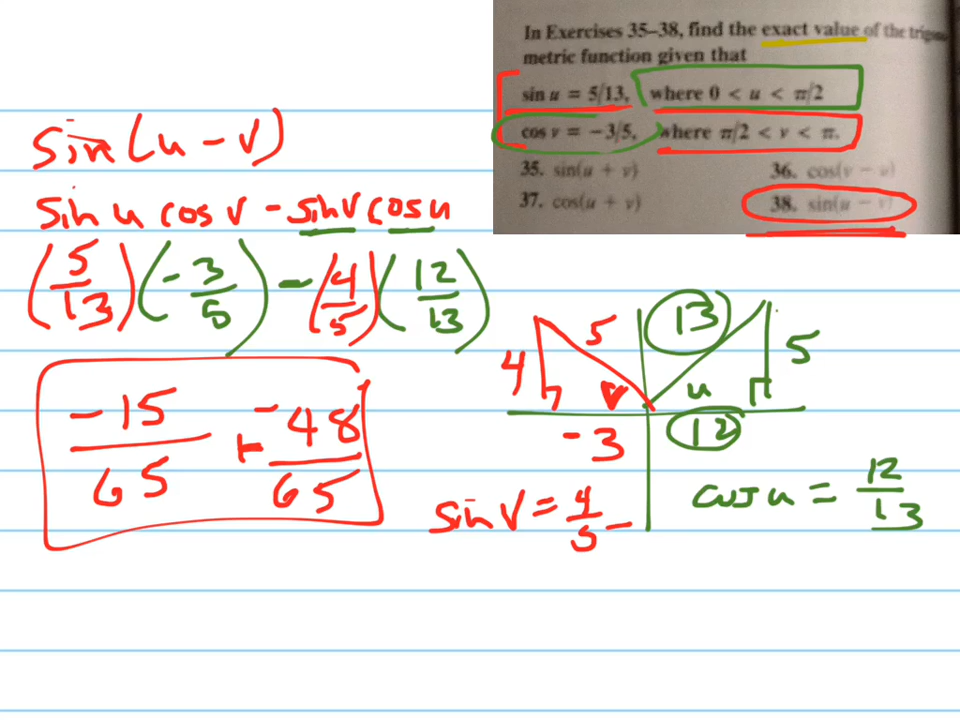 In Exercises 35–38, find the exact value of the
metric function given that
sin u = 5/13, where 0 < u < π/2
cos v = −3/5, where π/2 < v < π.
35. sin(u + v) 36. cos(v − u)
37. cos(u + v) 38. sin(u − v)
sin(u − v)
sin u cos v − sin v cos u
(5/13)(−3/5) − (4/5)(12/13)
4 5 13 5
v u
−3 12
−15/65 + −48/65
sin v = 4/5
cos u = 12/13